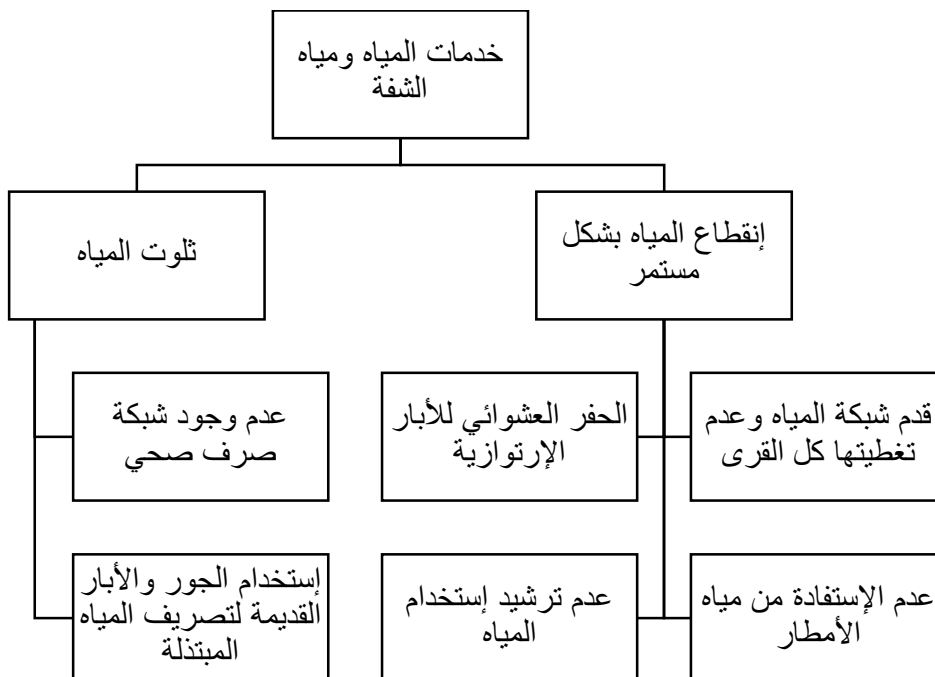 خدمات المياه ومياه
الشفة
إنقطاع المياه بشكل
مستمر
ثلوت المياه
قدم شبكة المياه وعدم
تغطيتها كل القرى
الحفر العشوائي للأبار
الإرتوازية
عدم وجود شبكة
صرف صحي
عدم الإستفادة من مياه
الأمطار
عدم ترشيد إستخدام
المياه
إستخدام الجور والأبار
القديمة لتصريف المياه
المبتذلة